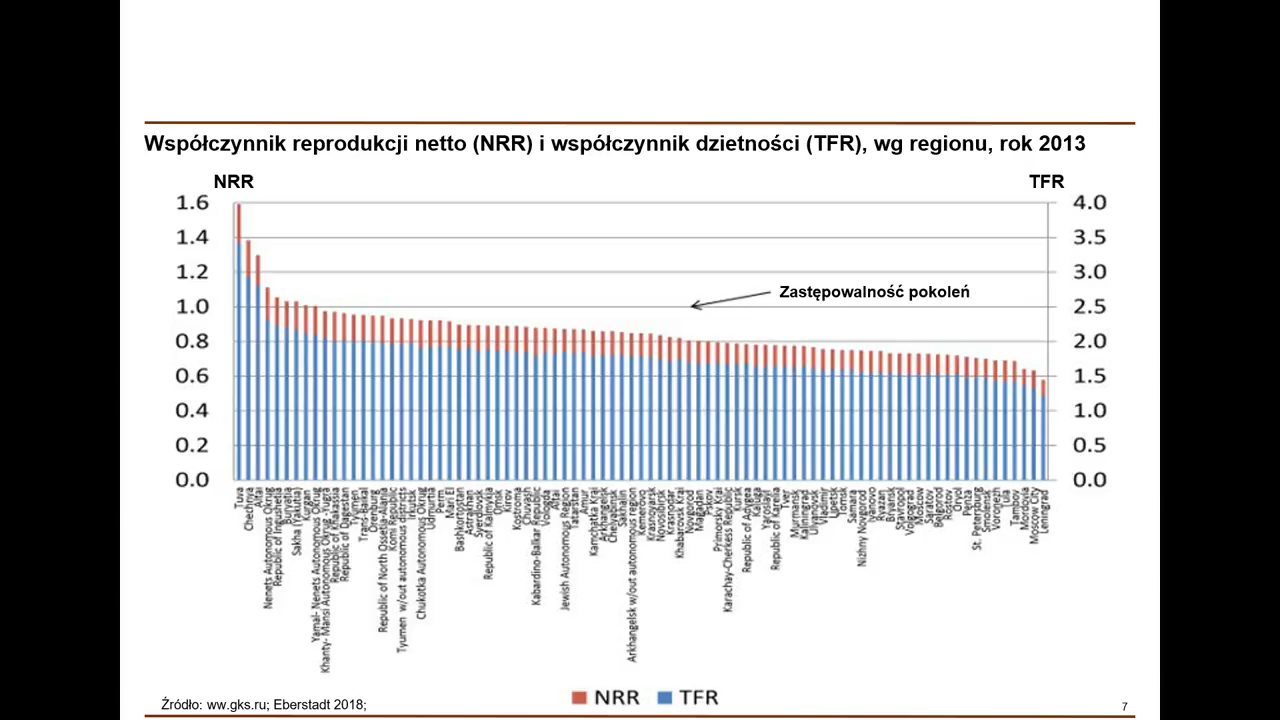 Współczynnik reprodukcji netto (NRR) i współczynnik dzietności (TFR), wg regionu, rok 2013
NRR
TFR
1.6
4.0
1.4
3.5
1.2
3.0
Zastępowalność pokoleń
1.0
2.5
0.8
2.0
0.6
1.5
0.4
1.0
0.2
0.5
0.0
0.0
Tuva
Chechnya
Altai
Nenets Autonomous Okrug
Republic of Ingushetia
Buryatia
Sakha (Yakutia)
Kurgan
Yamal- Nenets Autonomous Okrug
Khanty- Mansi Autonomous Okrug -Yugra
Republic of Khakassia
Republic of Dagestan
Tyumen
Trans-Baikal
Orenburg
Republic of North Ossetia-Alania
Komi Republic
Tyumen w/out autonomous districts
Irkutsk
Chukotka Autonomous Okrug
Udmurtia
Perm
Mari El
Bashkortostan
Astrakhan
Sverdlovsk
Republic of Kalmykia
Omsk
Kirov
Kostroma
Chuvash
Kabardino-Balkar Republic
Vologda
Altai
Jewish Autonomous Region
Tatarstan
Amur
Kamchatka Krai
Arkhangelsk
Chelyabinsk
Sakhalin
Arkhangelsk w/out autonomous region
Kemerovo
Krasnoyarsk
Novosibirsk
Krasnodar
Khabarovsk Krai
Novgorod
Magadan
Pskov
Primorsky Krai
Karachay-Cherkess Republic
Kursk
Republic of Adygea
Kaluga
Yaroslavl
Republic of Karelia
Tver
Murmansk
Kaliningrad
Ulyanovsk
Vladimir
Lipetsk
Tomsk
Samara
Nizhny Novgorod
Ivanovo
Ryazan
Bryansk
Stavropol
Volgograd
Moscow
Saratov
Belgorod
Rostov
Oryol
Penza
St. Petersburg
Smolensk
Voronezh
Tula
Tambov
Mordovia
Moscow City
Leningrad
NRR
TFR
Źródło: ww.gks.ru; Eberstadt 2018;
7